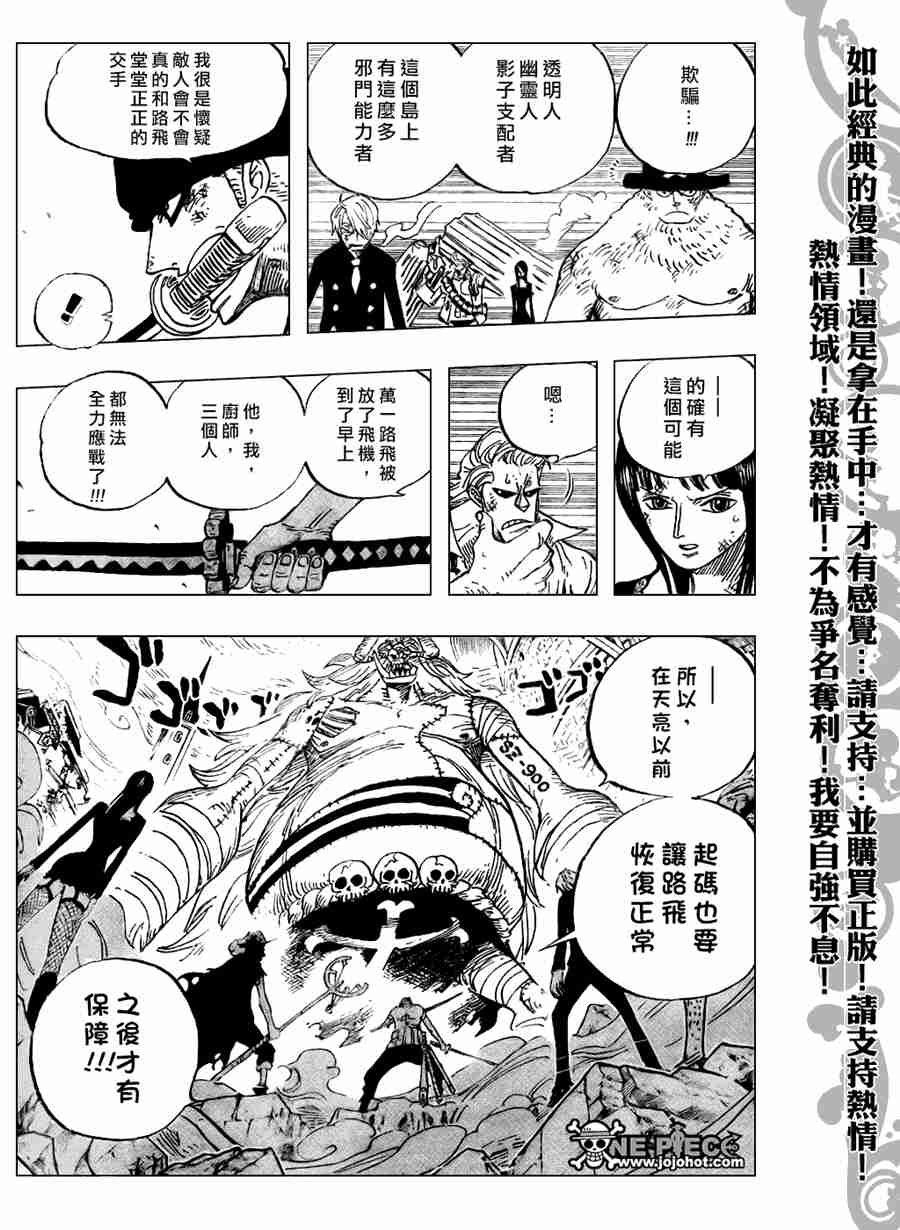 欺騙…!!!
透明人
幽靈人
影子支配者
這個島上
有這麼多
邪門能力者
我很是懷疑
敵人會不會
真的和路飛
堂堂正正的
交手
!
——
的確有
這個可能
嗯…
萬一路飛被
放了飛機,
到了早上
他,我,
廚師,
三個人
都無法
全力應戰了!!!
——
所以,
在天亮以前
起碼也要
讓路飛
恢復正常
之後才有
保障!!!
ゴゴ
ゴゴ
SH-900
ONE PIECE
www.jojohot.com
如此經典的漫畫!還是拿在手中…才有感覺…請支持…並購買正版!請支持熱情!
熱情領域!凝聚熱情!不為爭名奪利!我要自強不息!